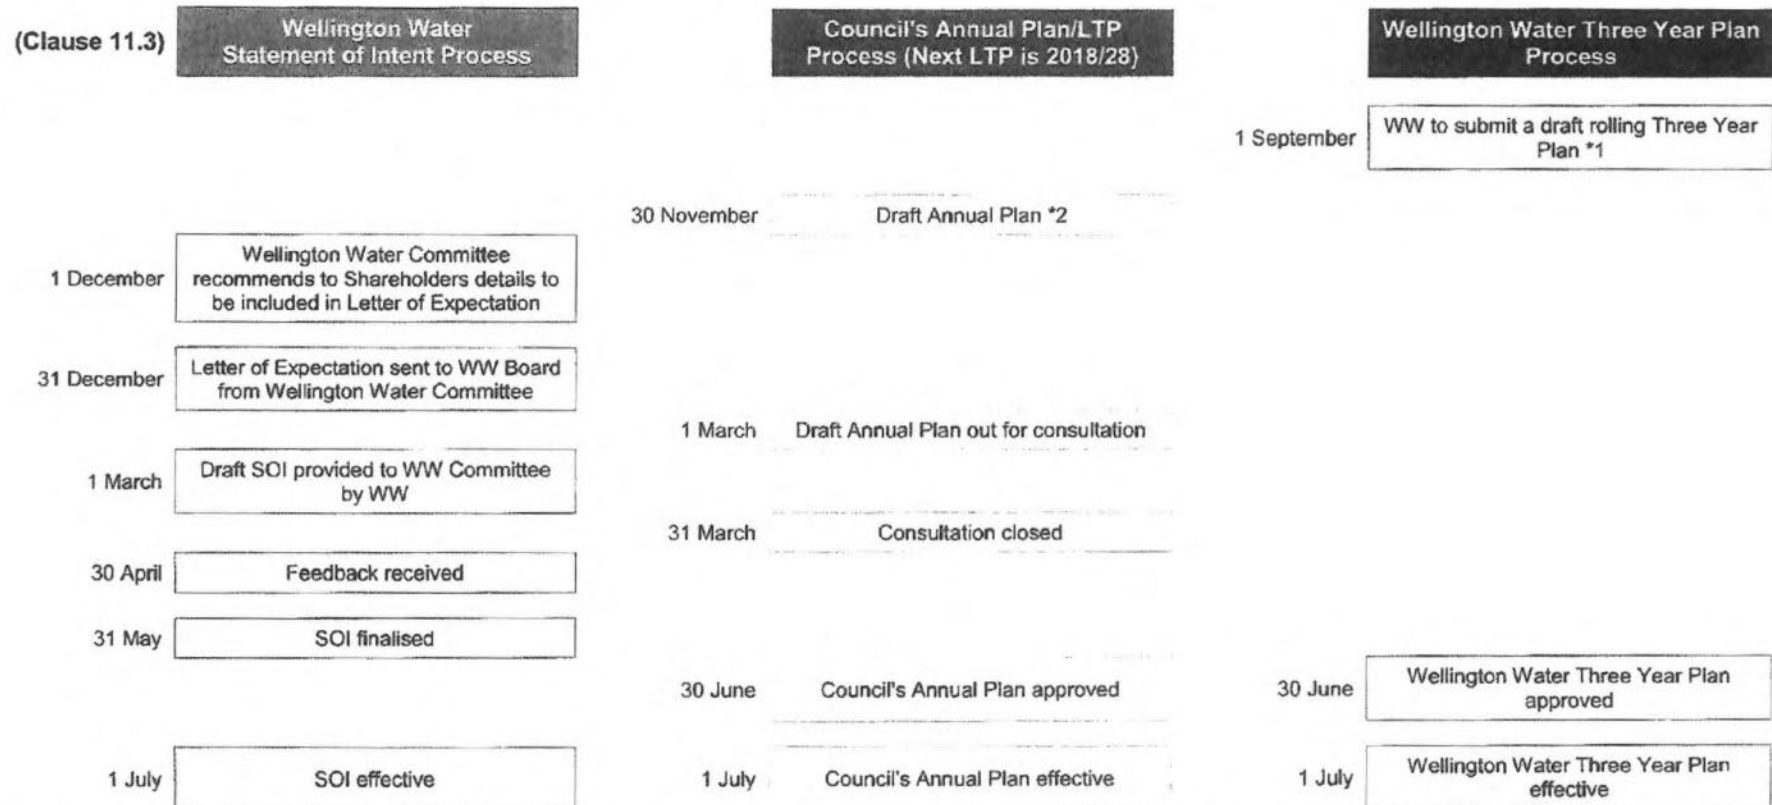 (Clause 11.3)
Wellington Water
Statement of Intent Process
Council's Annual Plan/LTP
Process (Next LTP is 2018/28)
Wellington Water Three Year Plan
Process
1 September
WW to submit a draft rolling Three Year
Plan *1
30 November
Draft Annual Plan *2
1 December
Wellington Water Committee
recommends to Shareholders details to
be included in Letter of Expectation
31 December
Letter of Expectation sent to WW Board
from Wellington Water Committee
1 March
Draft Annual Plan out for consultation
1 March
Draft SOI provided to WW Committee
by WW
31 March
Consultation closed
30 April
Feedback received
31 May
SOI finalised
30 June
Council's Annual Plan approved
30 June
Wellington Water Three Year Plan
approved
1 July
SOI effective
1 July
Council's Annual Plan effective
1 July
Wellington Water Three Year Plan
effective